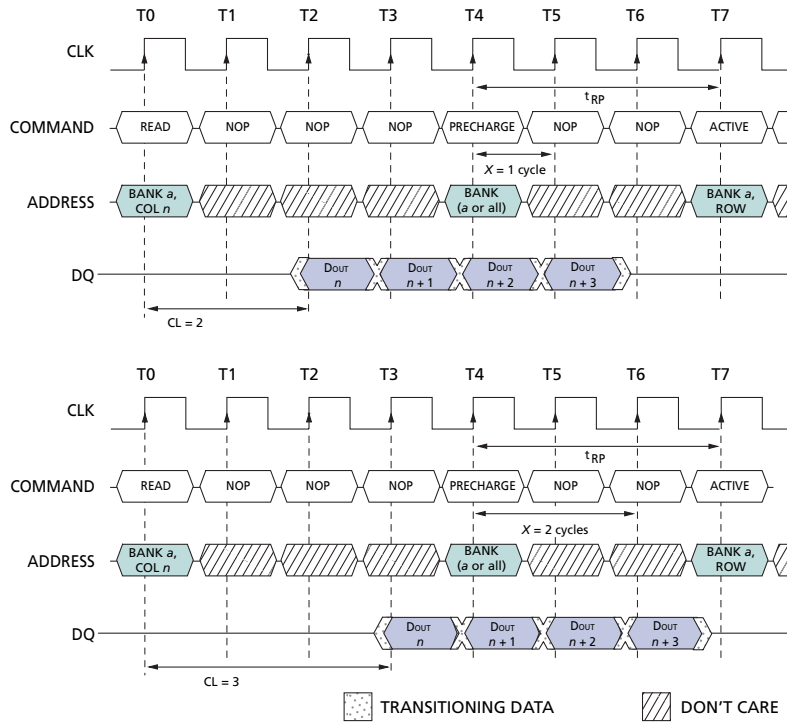 T0 T1 T2 T3 T4 T5 T6 T7
CLK
tRP
COMMAND READ NOP NOP NOP PRECHARGE NOP NOP ACTIVE
X = 1 cycle
ADDRESS BANK a, COL n BANK (a or all) BANK a, ROW
DQ DOUT n DOUT n + 1 DOUT n + 2 DOUT n + 3
CL = 2
T0 T1 T2 T3 T4 T5 T6 T7
CLK
tRP
COMMAND READ NOP NOP NOP PRECHARGE NOP NOP ACTIVE
X = 2 cycles
ADDRESS BANK a, COL n BANK (a or all) BANK a, ROW
DQ DOUT n DOUT n + 1 DOUT n + 2 DOUT n + 3
CL = 3
TRANSITIONING DATA DON'T CARE